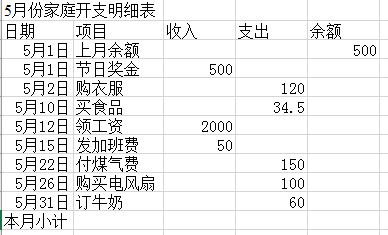 5月份家庭开支明细表
日期 项目 收入 支出 余额
5月1日 上月余额 500
5月1日 节日奖金 500
5月2日 购衣服 120
5月10日 买食品 34.5
5月12日 领工资 2000
5月15日 发加班费 50
5月22日 付煤气费 150
5月26日 购买电风扇 100
5月31日 订牛奶 60
本月小计